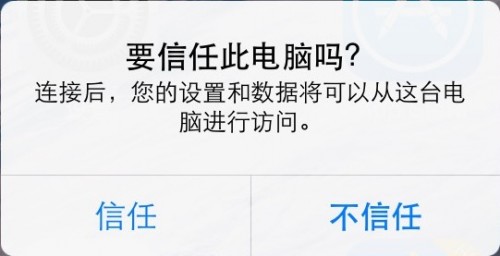 要信任此电脑吗?
连接后，您的设置和数据将可以从这台电
脑进行访问。
信任
不信任